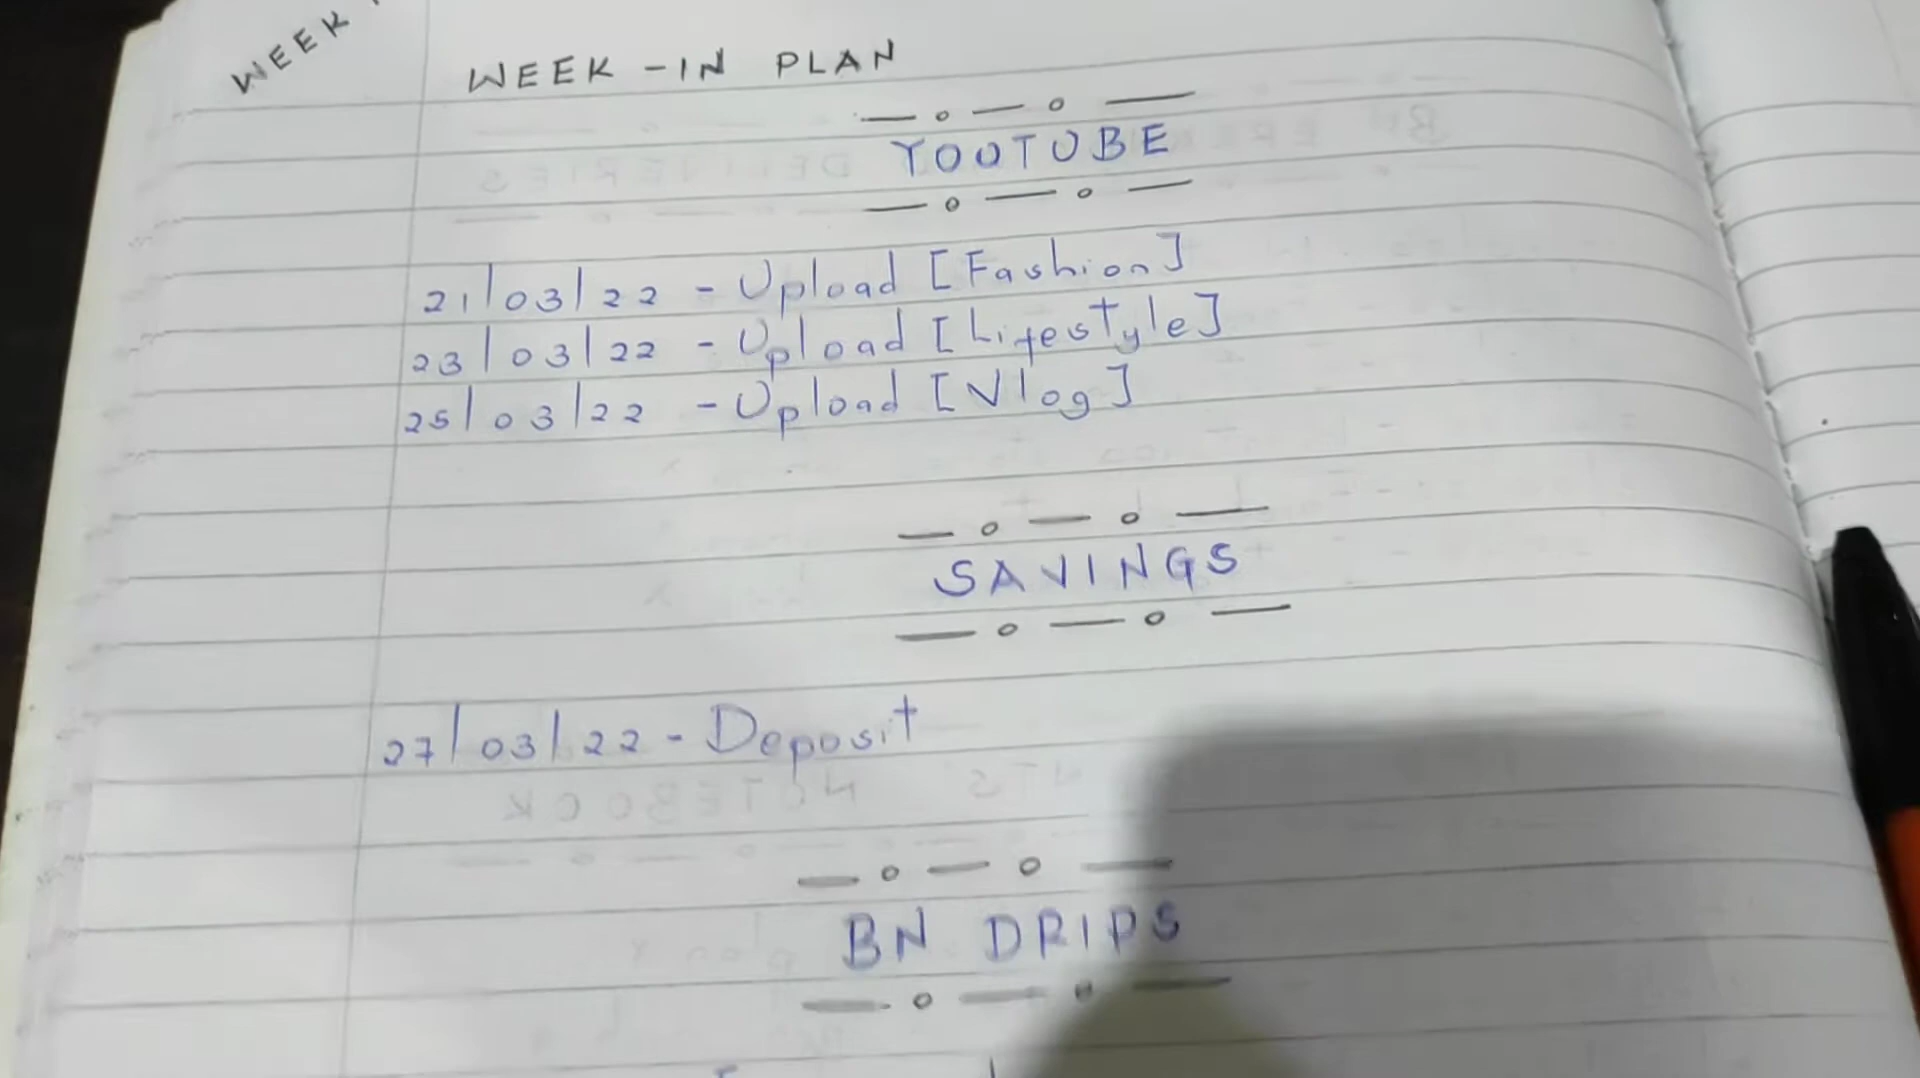 WEEK
WEEK - IN PLAN
YOUTUBE
21/03/22 - Upload [Fashion]
23/03/22 - Upload [Lifestyle]
25/03/22 - Upload [Vlog]
SAVINGS
27/03/22 - Deposit
BN DRIPS